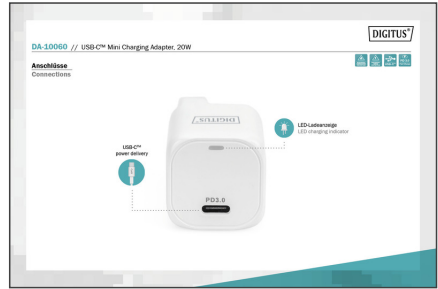 DIGITUS®
DA-10060 // USB-C™ Mini Charging Adapter, 20W
Anschlüsse
Connections
DIGITUS
LED-Ladeanzeige
LED charging indicator
USB-C™
power delivery
PD3.0